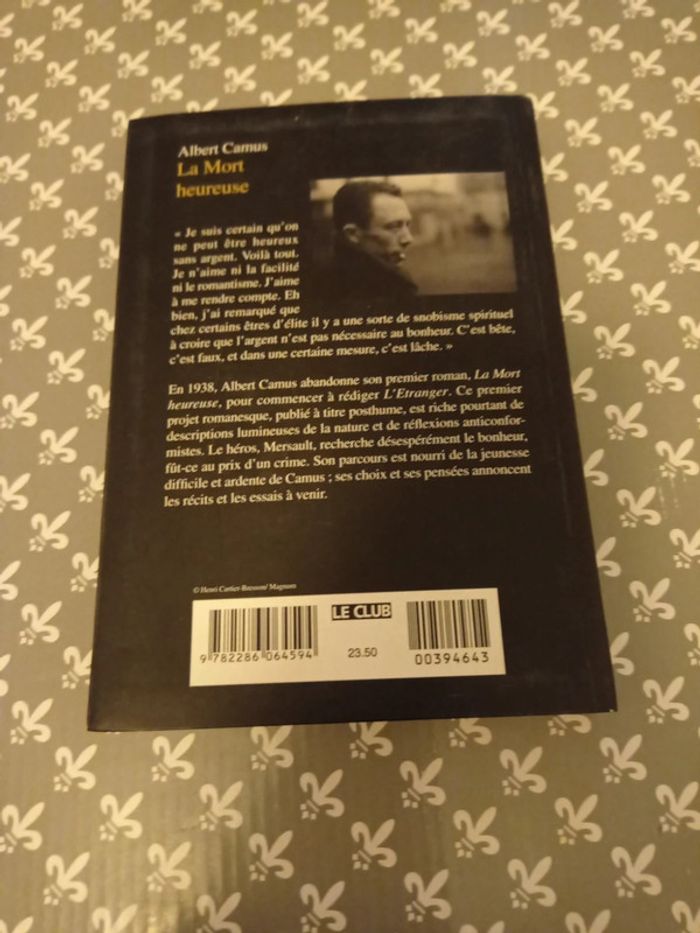 Albert Camus
La Mort
heureuse
« Je suis certain qu'on
ne peut être heureux
sans argent. Voilà tout.
Je n'aime ni la facilité
ni le romantisme. J'aime
à me rendre compte. Eh
bien, j'ai remarqué que
chez certains êtres d'élite il y a une sorte de snobisme spirituel
à croire que l'argent n'est pas nécessaire au bonheur. C'est bête,
c'est faux, et dans une certaine mesure, c'est lâche. »
En 1938, Albert Camus abandonne son premier roman, La Mort
heureuse, pour commencer à rédiger L'Etranger. Ce premier
projet romanesque, publié à titre posthume, est riche pourtant de
descriptions lumineuses de la nature et de réflexions anticonfor-
mistes. Le héros, Mersault, recherche désespérément le bonheur,
fût-ce au prix d'un crime. Son parcours est nourri de la jeunesse
difficile et ardente de Camus ; ses choix et ses pensées annoncent
les récits et les essais à venir.
© Henri Cartier-Bresson/ Magnum
LE CLUB
9 782286 064594
23.50
00394643